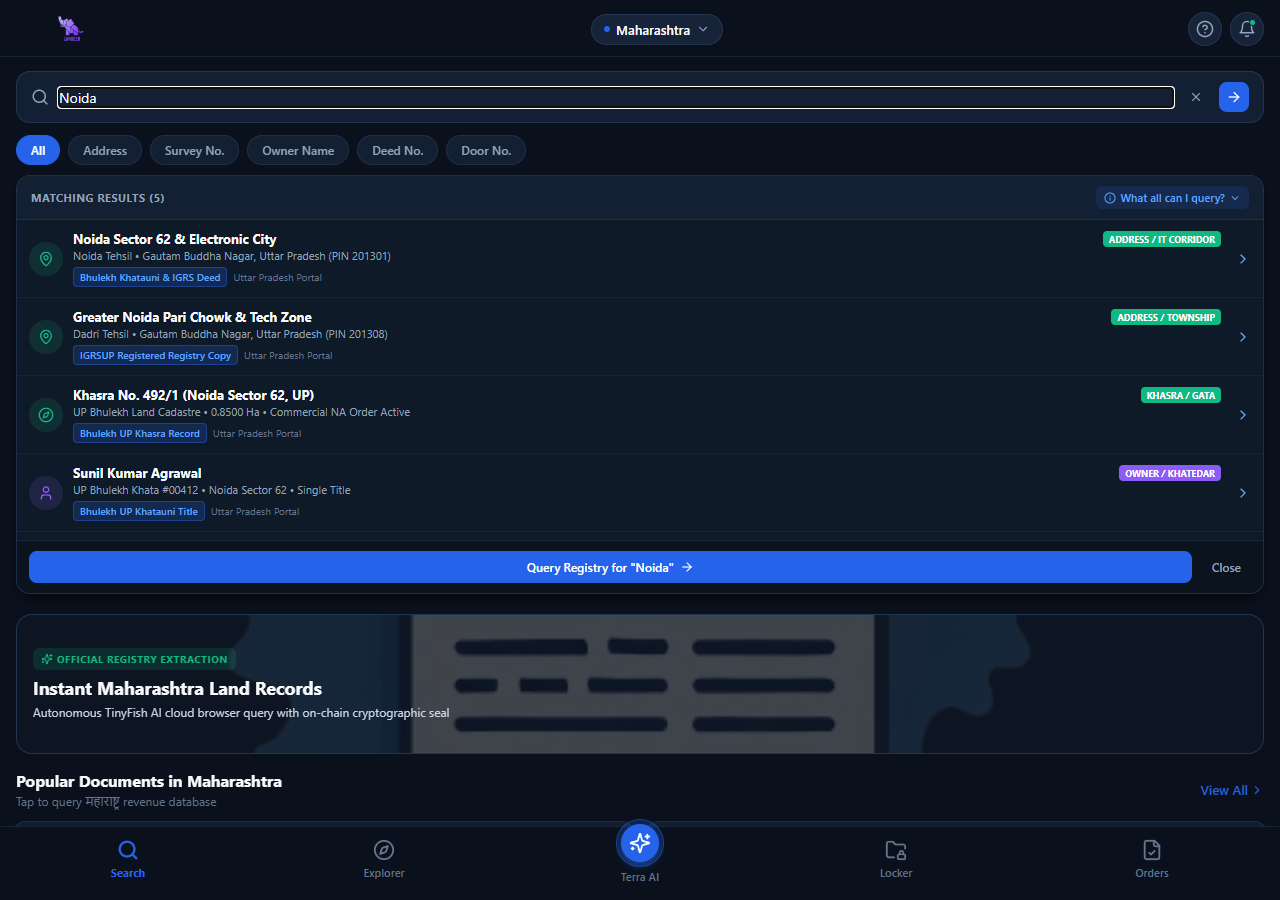 LANDBIH
Maharashtra
Noida
All
Address
Survey No.
Owner Name
Deed No.
Door No.
MATCHING RESULTS (5)
What all can I query?
Noida Sector 62 & Electronic City
ADDRESS / IT CORRIDOR
Noida Tehsil • Gautam Buddha Nagar, Uttar Pradesh (PIN 201301)
Bhulekh Khatauni & IGRS Deed
Uttar Pradesh Portal
Greater Noida Pari Chowk & Tech Zone
ADDRESS / TOWNSHIP
Dadri Tehsil • Gautam Buddha Nagar, Uttar Pradesh (PIN 201308)
IGRSUP Registered Registry Copy
Uttar Pradesh Portal
Khasra No. 492/1 (Noida Sector 62, UP)
KHASRA / GATA
UP Bhulekh Land Cadastre • 0.8500 Ha • Commercial NA Order Active
Bhulekh UP Khasra Record
Uttar Pradesh Portal
Sunil Kumar Agrawal
OWNER / KHATEDAR
UP Bhulekh Khata #00412 • Noida Sector 62 • Single Title
Bhulekh UP Khatauni Title
Uttar Pradesh Portal
Query Registry for "Noida"
Close
OFFICIAL REGISTRY EXTRACTION
Instant Maharashtra Land Records
Autonomous TinyFish AI cloud browser query with on-chain cryptographic seal
Popular Documents in Maharashtra
Tap to query महाराष्ट्र revenue database
View All
Search
Explorer
Terra AI
Locker
Orders